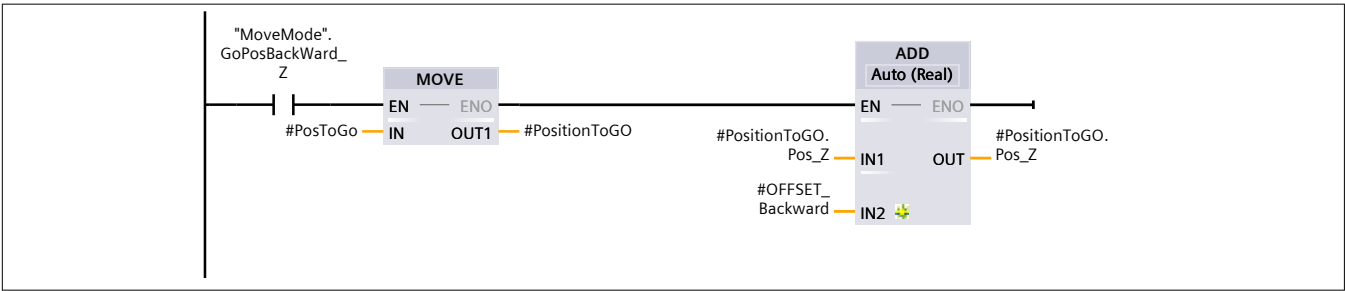 "MoveMode".
GoPosBackWard_
Z
MOVE
EN ENO
#PosToGo IN OUT1 #PositionToGO
ADD
Auto (Real)
EN ENO
#PositionToGO.
Pos_Z IN1
OUT #PositionToGO.
Pos_Z
#OFFSET_
Backward IN2